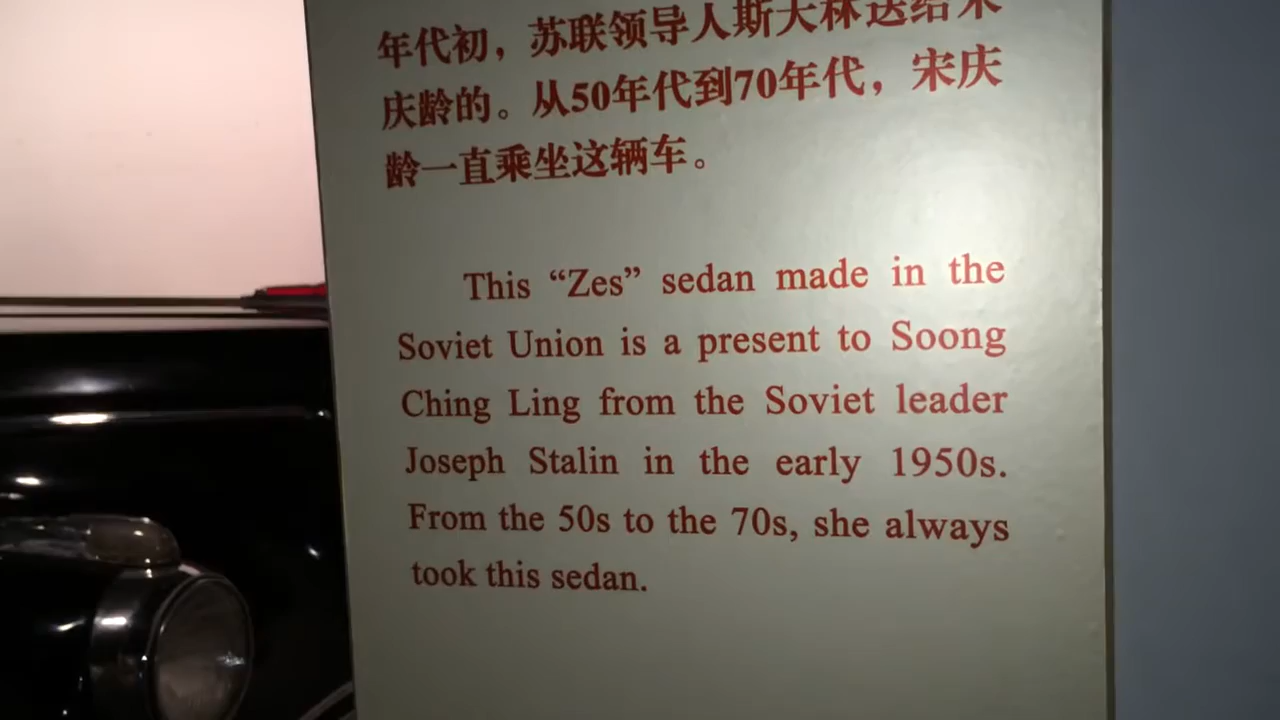 年代初，苏联领导人斯大林送给宋
庆龄的。从50年代到70年代，宋庆
龄一直乘坐这辆车。
This “Zes” sedan made in the
Soviet Union is a present to Soong
Ching Ling from the Soviet leader
Joseph Stalin in the early 1950s.
From the 50s to the 70s, she always
took this sedan.